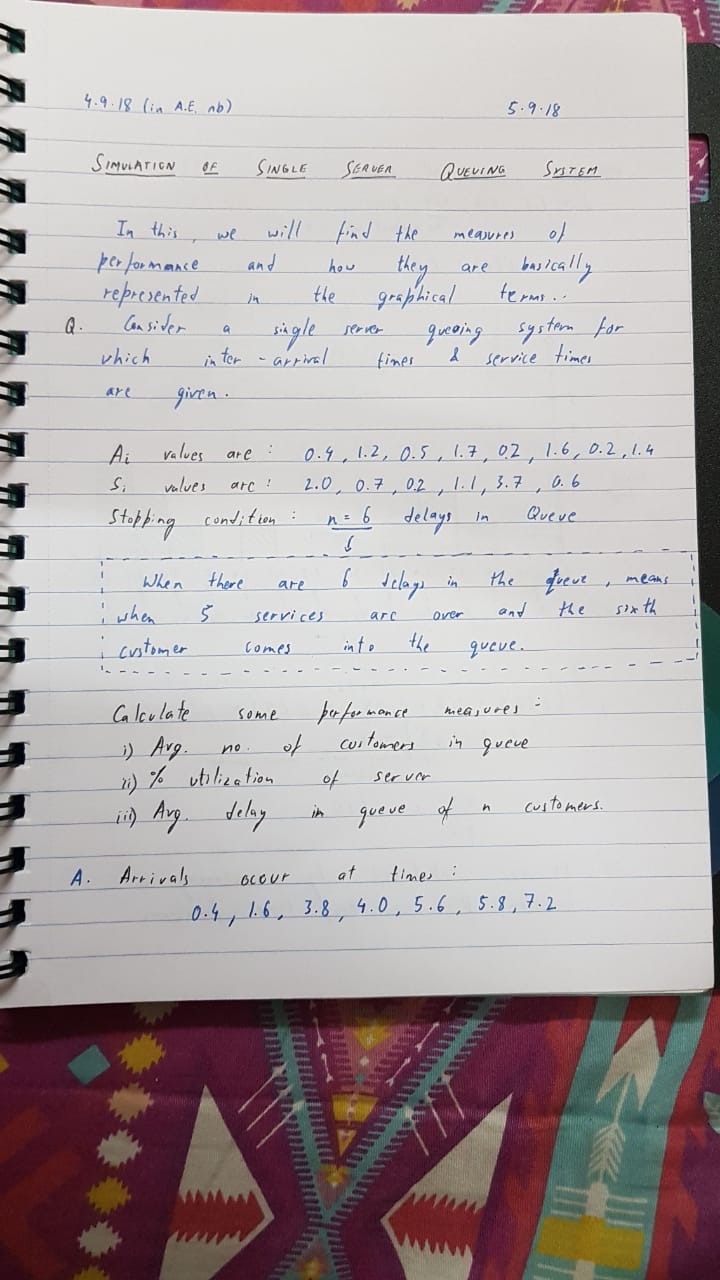 4.9.18 (in A.E. nb) 5.9.18
SIMULATION OF SINGLE SERVER QUEUING SYSTEM
In this, we will find the measures of
performance and how they are basically
represented in the graphical terms..
Q. Consider a single server queuing system for
which inter-arrival times & service times
are given.
Ai values are : 0.4, 1.2, 0.5, 1.7, 0.2, 1.6, 0.2, 1.4
Si values are : 2.0, 0.7, 0.2, 1.1, 3.7, 0.6
Stopping condition : n = 6 delays in Queue
↓
When there are 6 delays in the queue, means
when 5 services are over and the sixth
customer comes into the queue.
Calculate some performance measures :
i) Avg. no. of customers in queue
ii) % utilization of server
iii) Avg. delay in queue of n customers.
A. Arrivals occur at times :
0.4, 1.6, 3.8, 4.0, 5.6, 5.8, 7.2